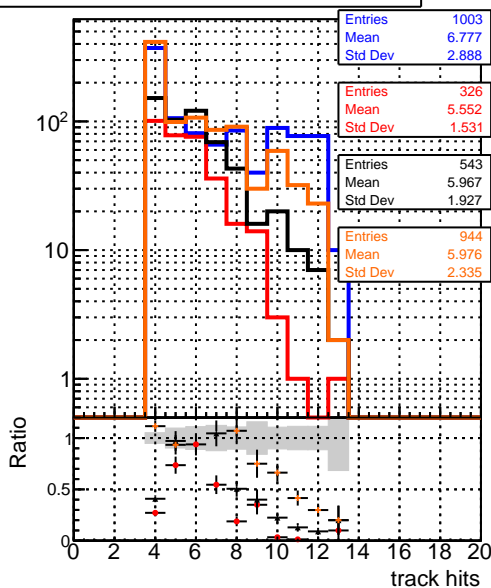 Entries 1003
Mean 6.777
Std Dev 2.888
Entries 326
Mean 5.552
Std Dev 1.531
Entries 543
Mean 5.967
Std Dev 1.927
Entries 944
Mean 5.976
Std Dev 2.335
10²
10
1
Ratio
1
0.5
0
0 2 4 6 8 10 12 14 16 18 20
track hits